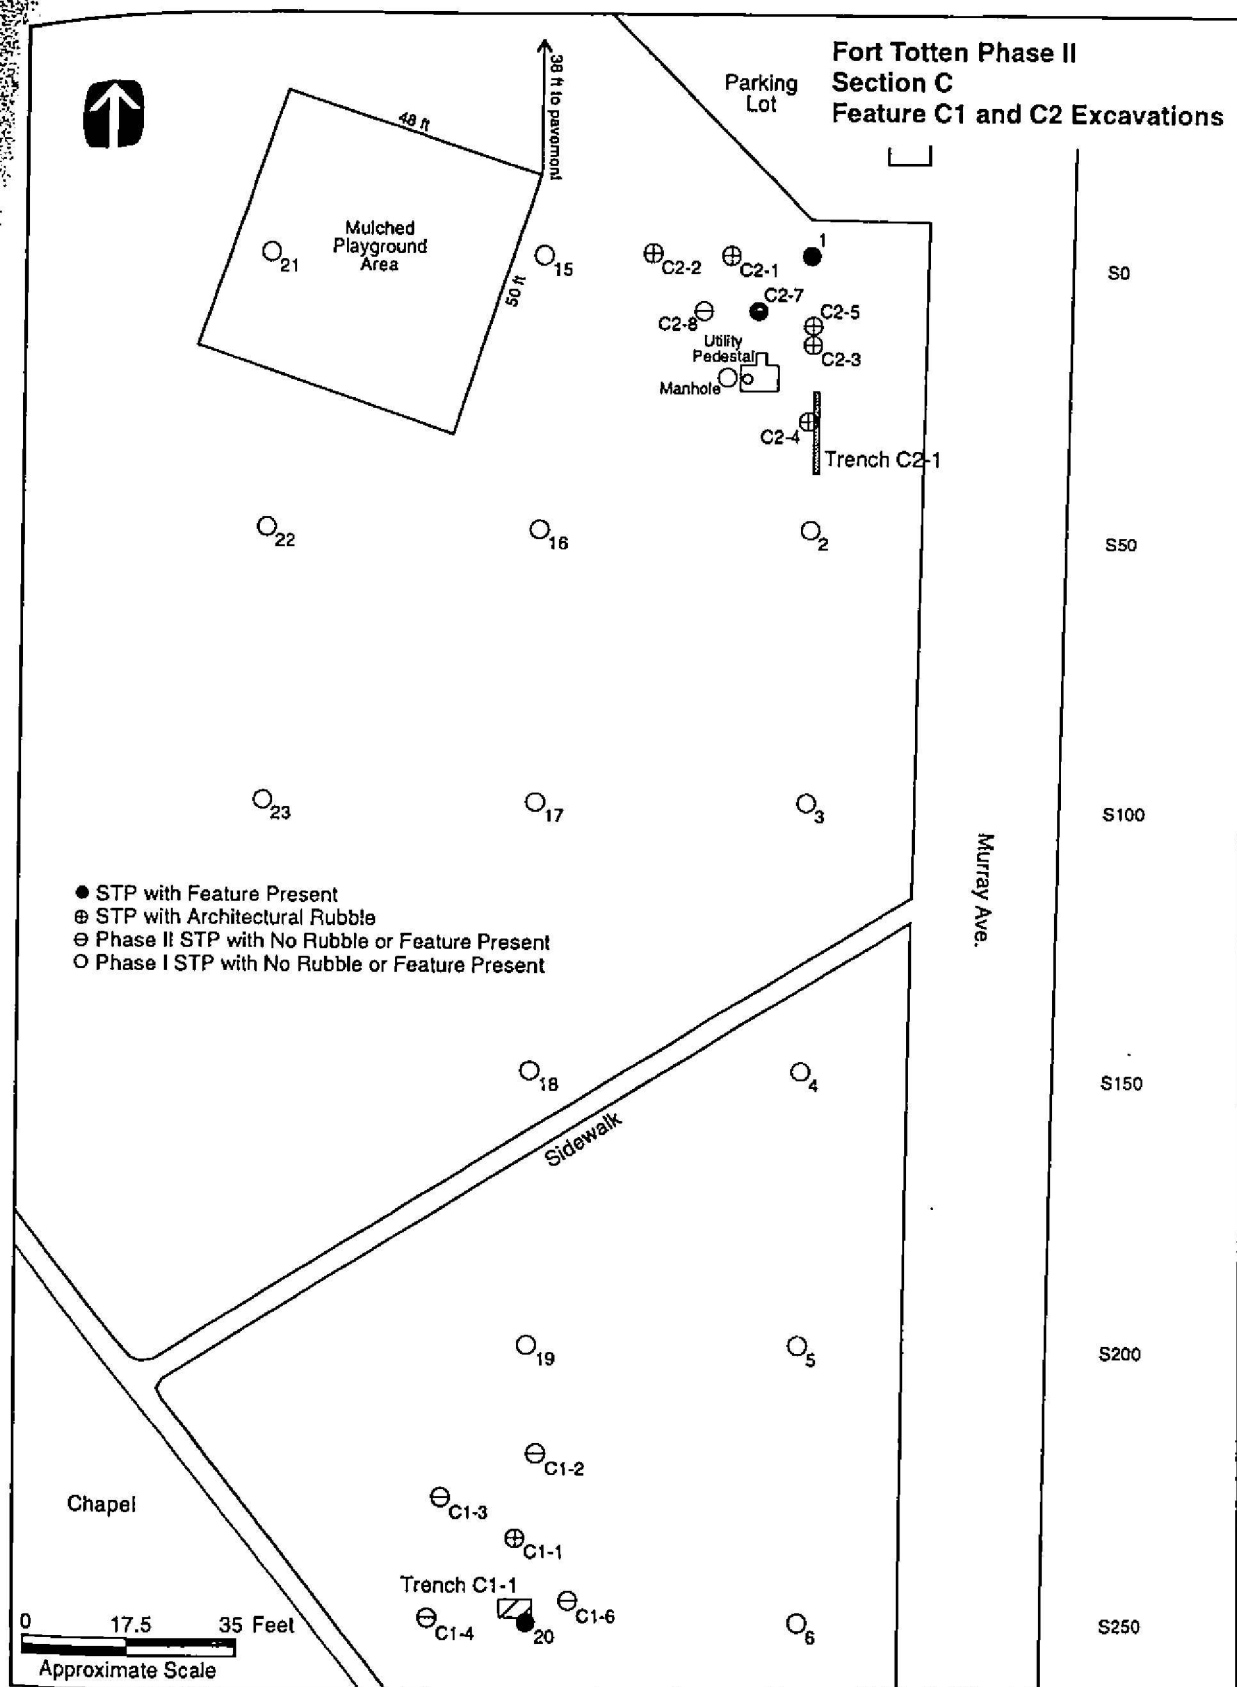 Fort Totten Phase II
Section C
Feature C1 and C2 Excavations
Parking
Lot
38 ft to pavement
48 ft
50 ft
Mulched
Playground
Area
21
15
C2-2
C2-1
1
S0
C2-7
C2-8
C2-5
C2-3
Utility
Pedestal
Manhole
C2-4
Trench C2-1
22
16
2
S50
23
17
3
S100
Murray Ave.
STP with Feature Present
STP with Architectural Rubble
Phase II STP with No Rubble or Feature Present
Phase I STP with No Rubble or Feature Present
18
4
S150
Sidewalk
19
5
S200
C1-2
Chapel
C1-3
C1-1
Trench C1-1
C1-6
C1-4
20
6
S250
0 17.5 35 Feet
Approximate Scale